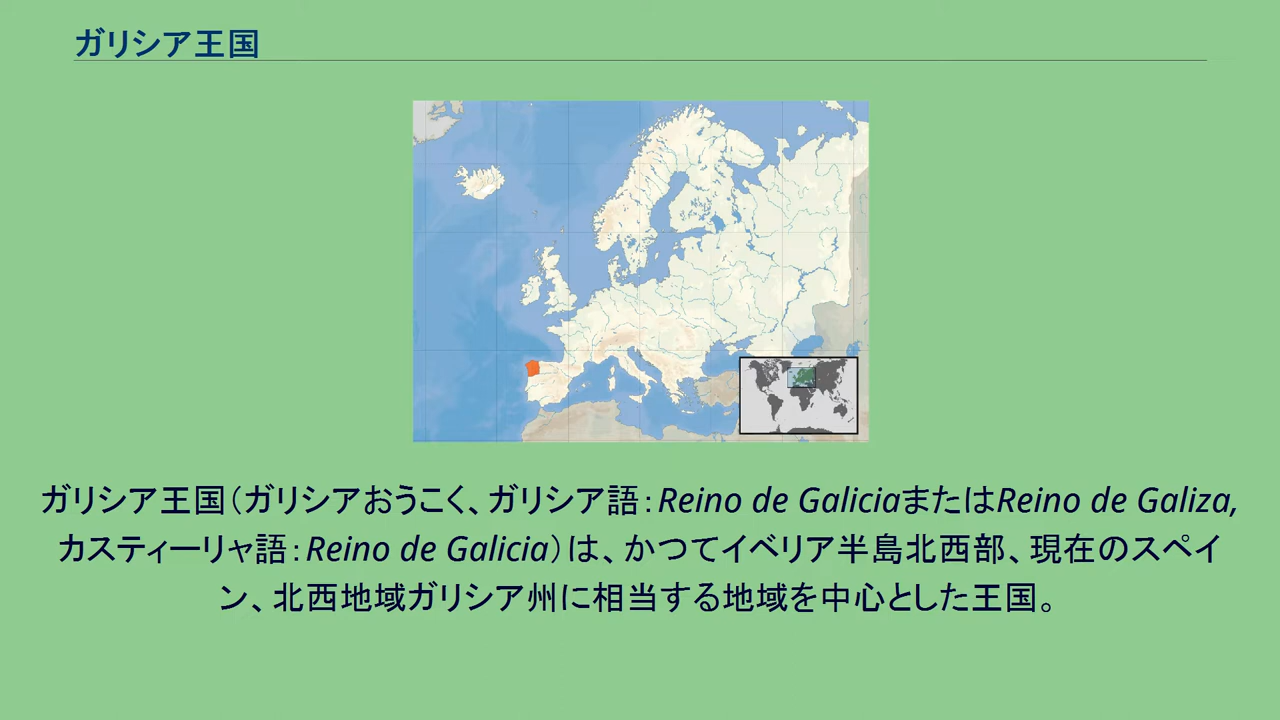 ガリシア王国
ガリシア王国（ガリシアおうこく、ガリシア語：Reino de GaliciaまたはReino de Galiza,
カスティーリャ語：Reino de Galicia）は、かつてイベリア半島北西部、現在のスペイ
ン、北西地域ガリシア州に相当する地域を中心とした王国。